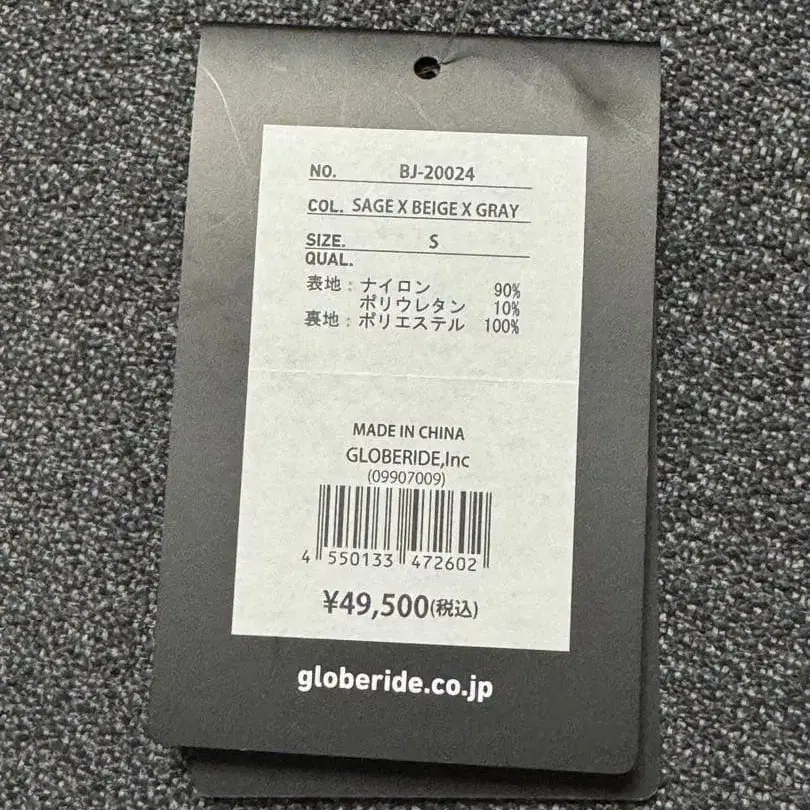 NO. BJ-20024
COL. SAGE X BEIGE X GRAY
SIZE. S
QUAL.
表地：ナイロン 90%
ポリウレタン 10%
裏地：ポリエステル 100%
MADE IN CHINA
GLOBERIDE,Inc
(09907009)
4 550133 472602
¥49,500(税込)
globeride.co.jp